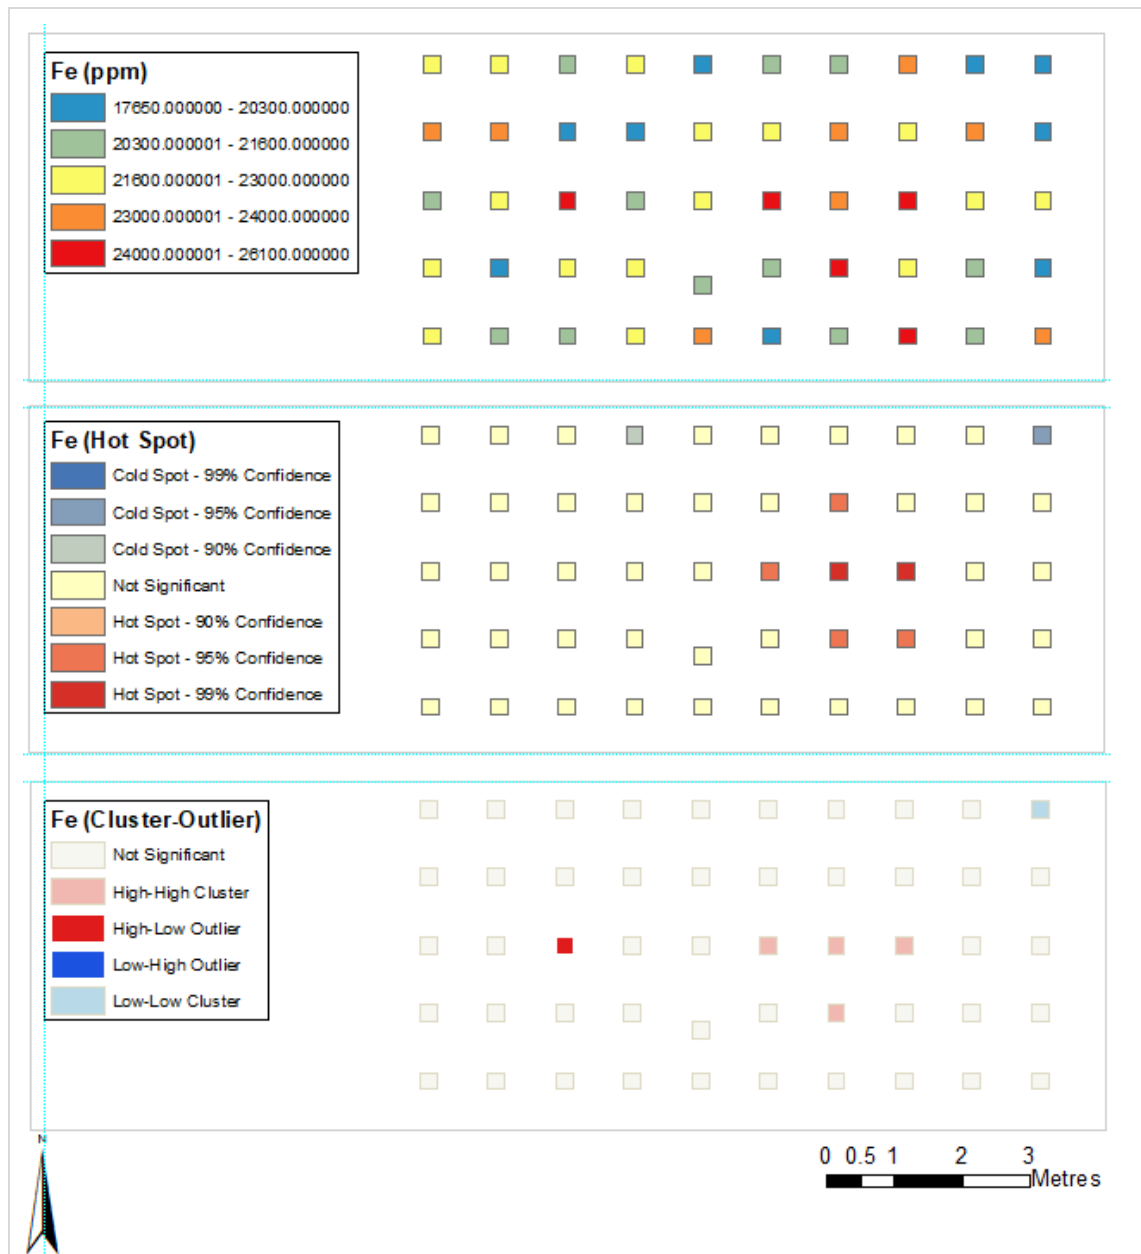 Fe (ppm)
17650.000000 - 20300.000000
20300.000001 - 21600.000000
21600.000001 - 23000.000000
23000.000001 - 24000.000000
24000.000001 - 26100.000000
Fe (Hot Spot)
Cold Spot - 99% Confidence
Cold Spot - 95% Confidence
Cold Spot - 90% Confidence
Not Significant
Hot Spot - 90% Confidence
Hot Spot - 95% Confidence
Hot Spot - 99% Confidence
Fe (Cluster-Outlier)
Not Significant
High-High Cluster
High-Low Outlier
Low-High Outlier
Low-Low Cluster
N
0 0.5 1 2 3
Metres